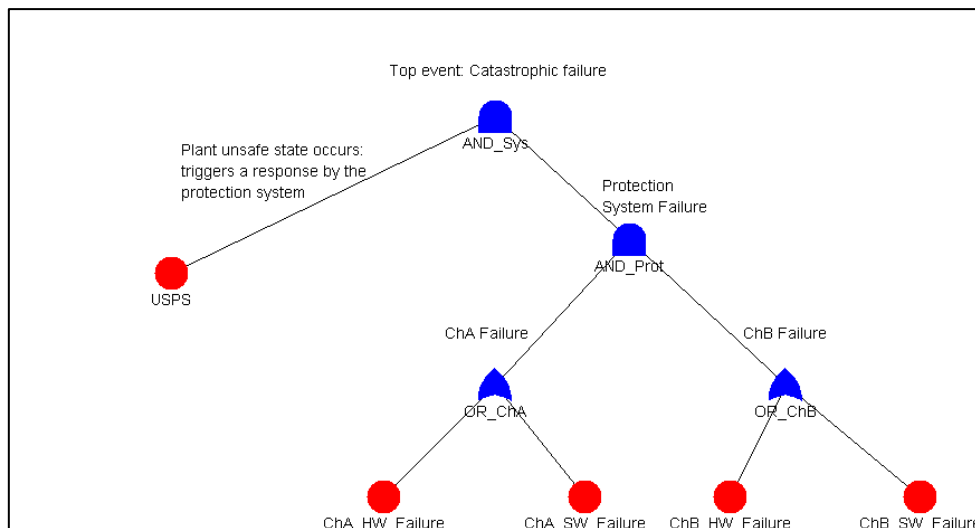 Top event: Catastrophic failure
AND_Sys
Plant unsafe state occurs:
triggers a response by the
protection system
Protection
System Failure
AND_Prot
USPS
ChA Failure
ChB Failure
OR_ChA
OR_ChB
ChA_HW_Failure
ChA_SW_Failure
ChB_HW_Failure
ChB_SW_Failure